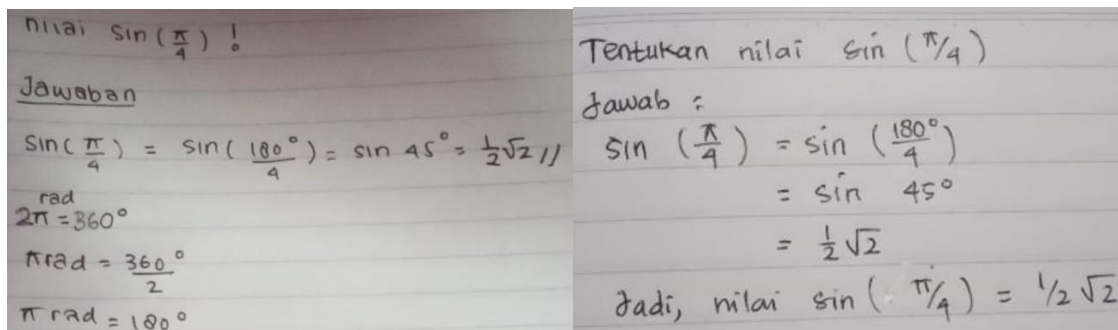 nilai sin(π/4) !
Jawaban
sin(π/4) = sin(180°/4) = sin 45° = 1/2√2 //
2π rad = 360°
π rad = 360°/2
π rad = 180°
Tentukan nilai sin (π/4)
Jawab :
sin (π/4) = sin (180°/4)
= sin 45°
= 1/2 √2
Jadi, nilai sin ( π/4) = 1/2 √2